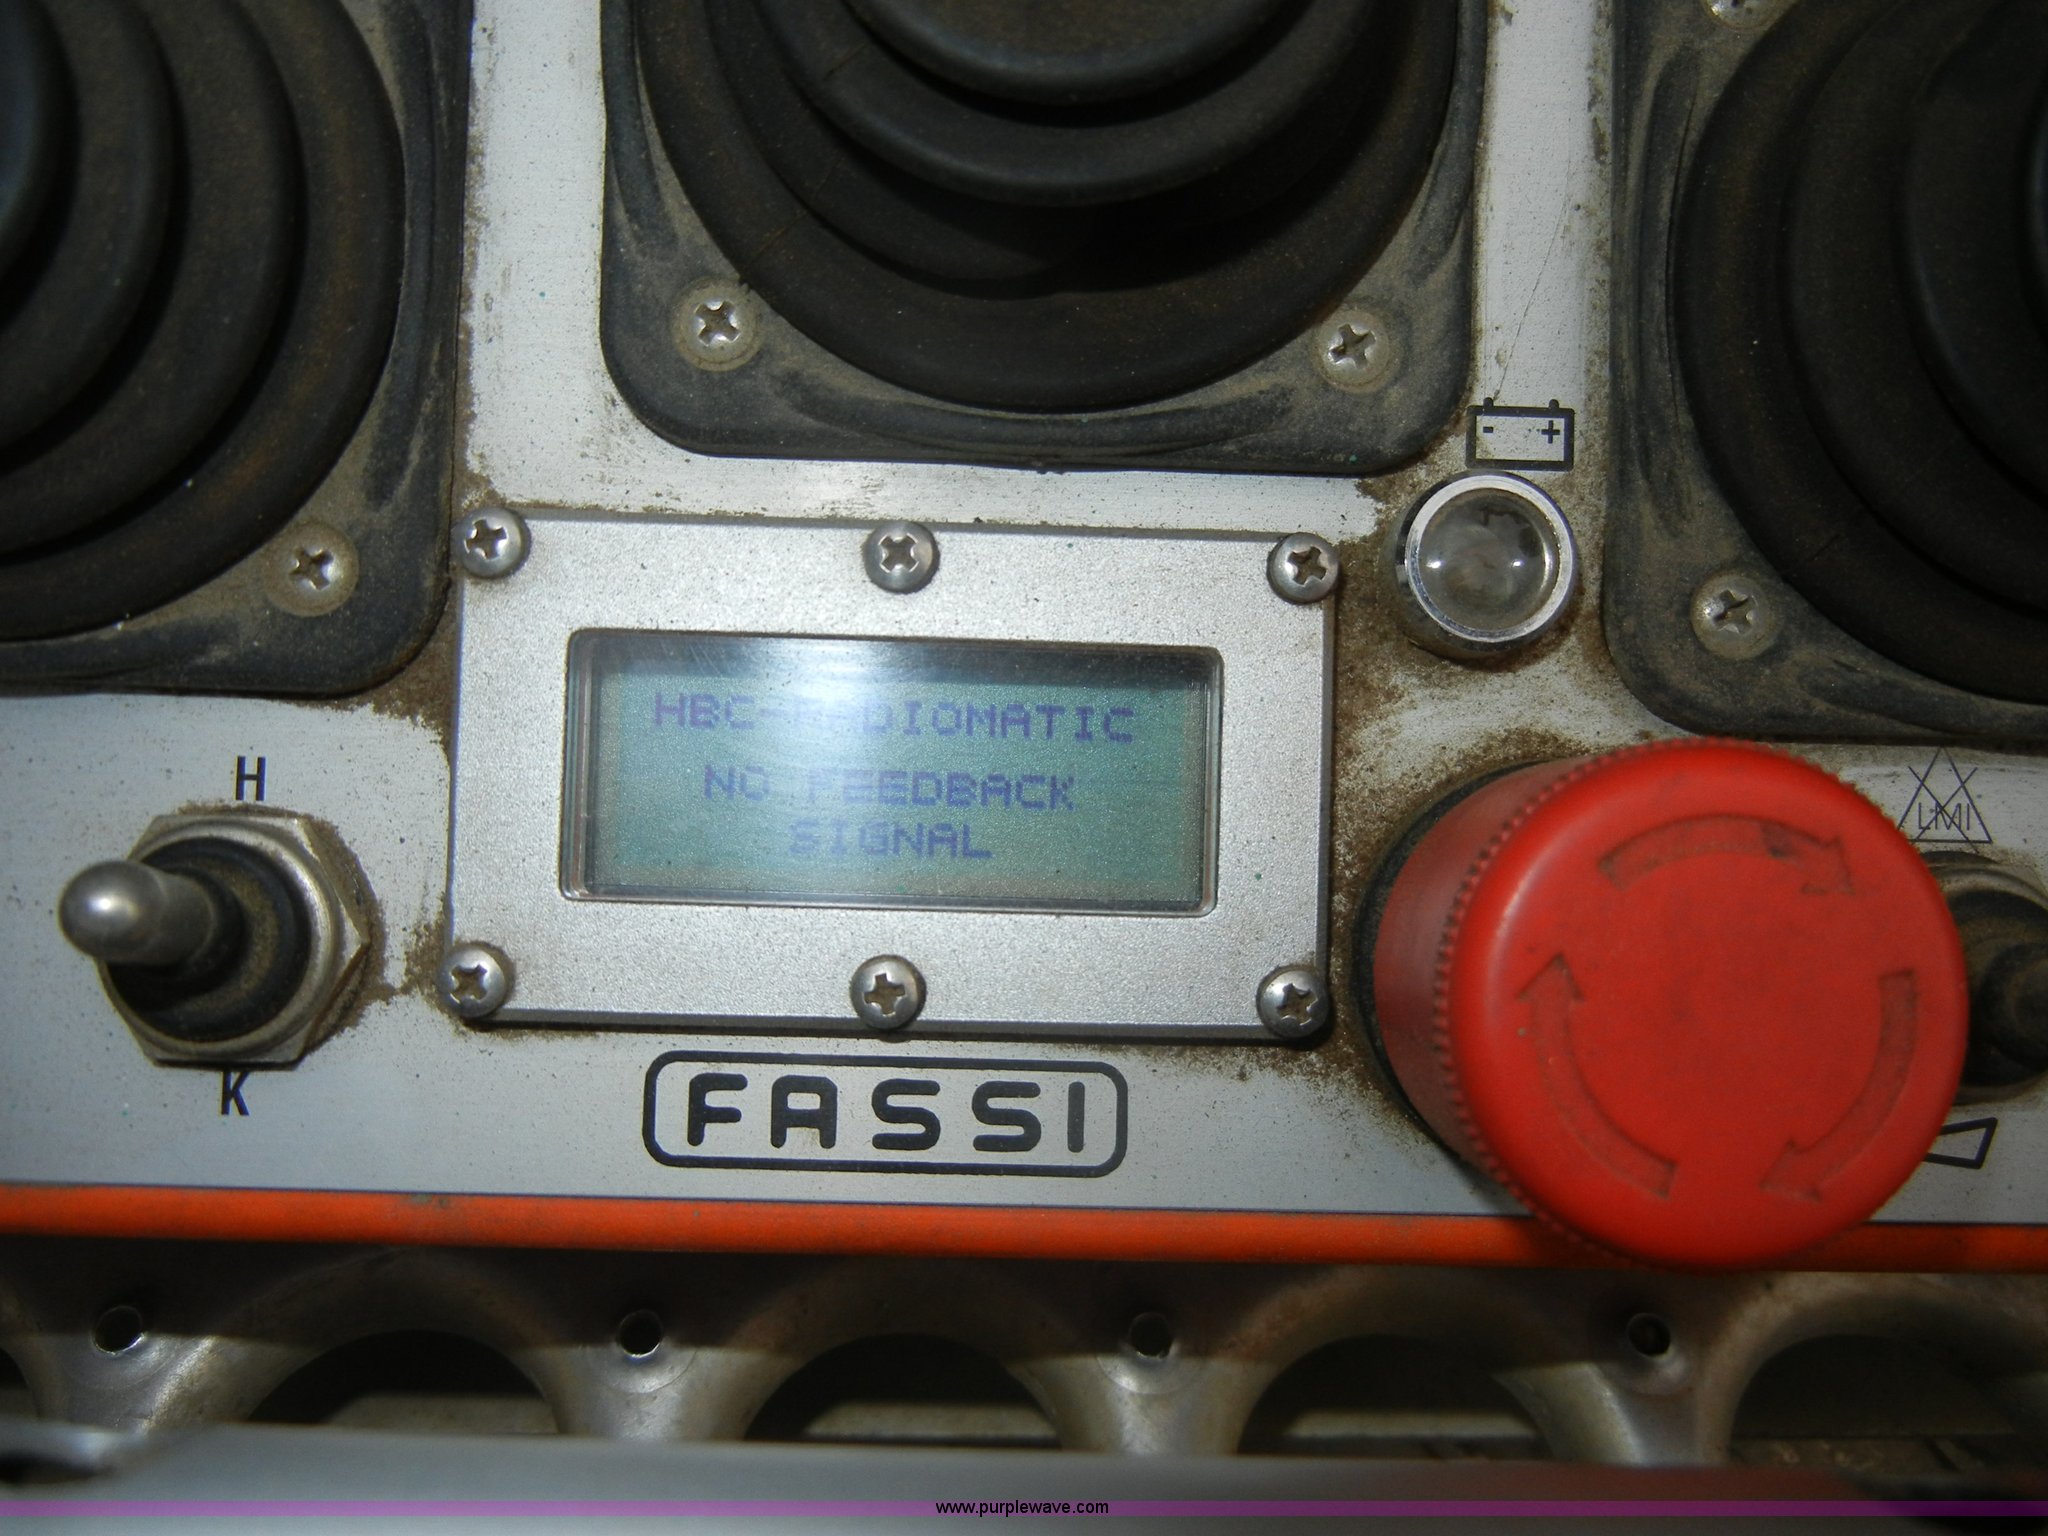 - +
HBC-RADIOMATIC
NO FEEDBACK
SIGNAL
H
LMI
K
FASSI
www.purplewave.com